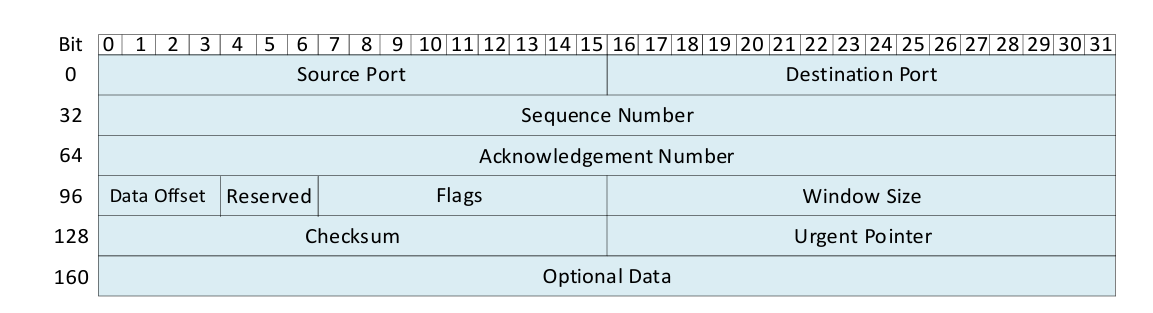 Bit 0 1 2 3 4 5 6 7 8 9 10 11 12 13 14 15 16 17 18 19 20 21 22 23 24 25 26 27 28 29 30 31
0 Source Port Destination Port
32 Sequence Number
64 Acknowledgement Number
96 Data Offset Reserved Flags Window Size
128 Checksum Urgent Pointer
160 Optional Data